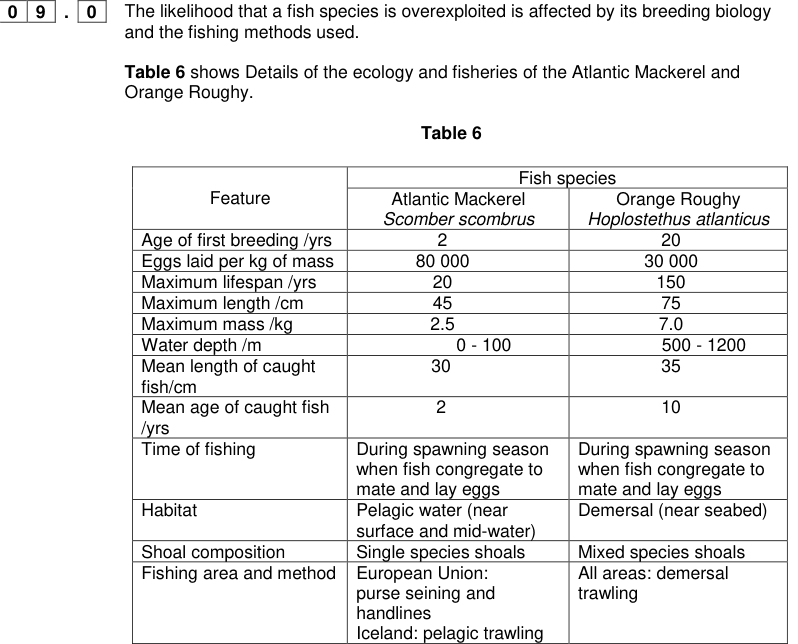 0 9 . 0 The likelihood that a fish species is overexploited is affected by its breeding biology
and the fishing methods used.
Table 6 shows Details of the ecology and fisheries of the Atlantic Mackerel and
Orange Roughy.
Table 6
Feature
Fish species
Atlantic Mackerel
Scomber scombrus
Orange Roughy
Hoplostethus atlanticus
Age of first breeding /yrs 2 20
Eggs laid per kg of mass 80 000 30 000
Maximum lifespan /yrs 20 150
Maximum length /cm 45 75
Maximum mass /kg 2.5 7.0
Water depth /m 0 - 100 500 - 1200
Mean length of caught
fish/cm
30 35
Mean age of caught fish
/yrs
2 10
Time of fishing
During spawning season
when fish congregate to
mate and lay eggs
During spawning season
when fish congregate to
mate and lay eggs
Habitat
Pelagic water (near
surface and mid-water)
Demersal (near seabed)
Shoal composition Single species shoals Mixed species shoals
Fishing area and method
European Union:
purse seining and
handlines
Iceland: pelagic trawling
All areas: demersal
trawling